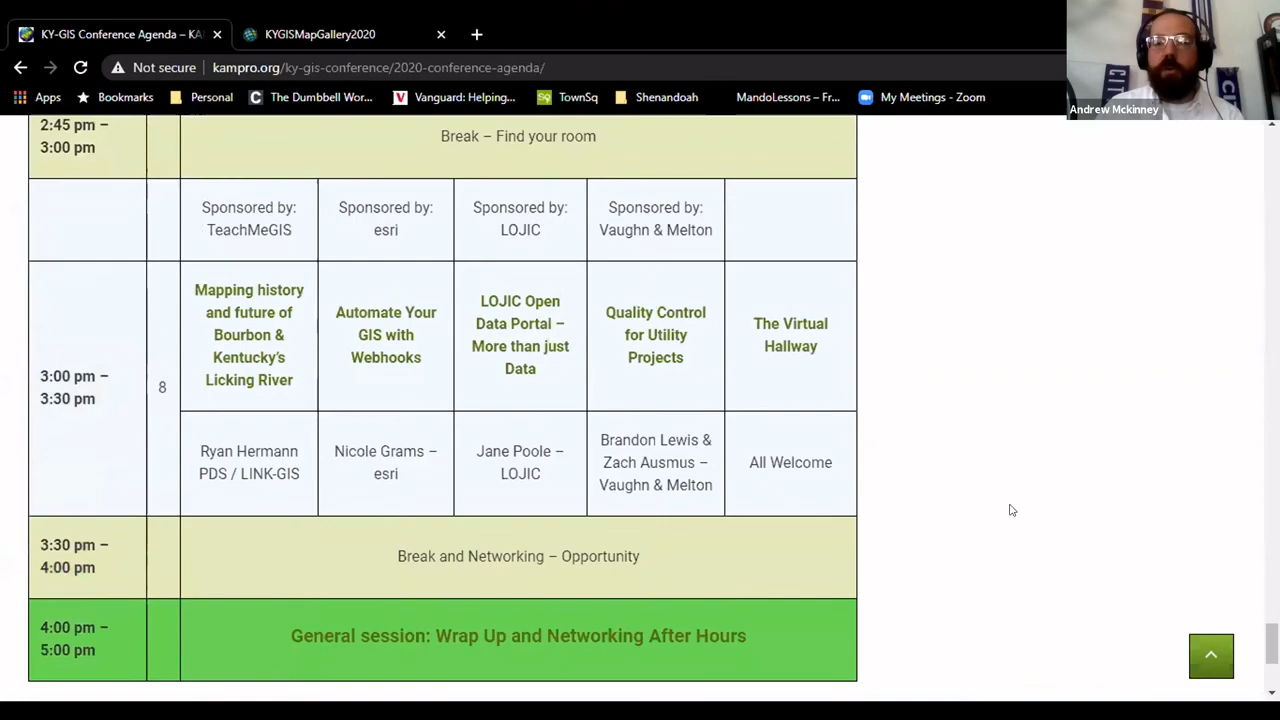 KY-GIS Conference Agenda – KA
KYGISMapGallery2020
Not secure
kampro.org/ky-gis-conference/2020-conference-agenda/
Apps
Bookmarks
Personal
The Dumbbell Wor...
Vanguard: Helping...
TownSq
Shenandoah
MandoLessons – Fr...
My Meetings - Zoom
Andrew Mckinney
2:45 pm –
3:00 pm
Break – Find your room
Sponsored by:
TeachMeGIS
Sponsored by:
esri
Sponsored by:
LOJIC
Sponsored by:
Vaughn & Melton
3:00 pm –
3:30 pm
8
Mapping history
and future of
Bourbon &
Kentucky's
Licking River
Automate Your
GIS with
Webhooks
LOJIC Open
Data Portal –
More than just
Data
Quality Control
for Utility
Projects
The Virtual
Hallway
Ryan Hermann
PDS / LINK-GIS
Nicole Grams –
esri
Jane Poole –
LOJIC
Brandon Lewis &
Zach Ausmus –
Vaughn & Melton
All Welcome
3:30 pm –
4:00 pm
Break and Networking – Opportunity
4:00 pm –
5:00 pm
General session: Wrap Up and Networking After Hours